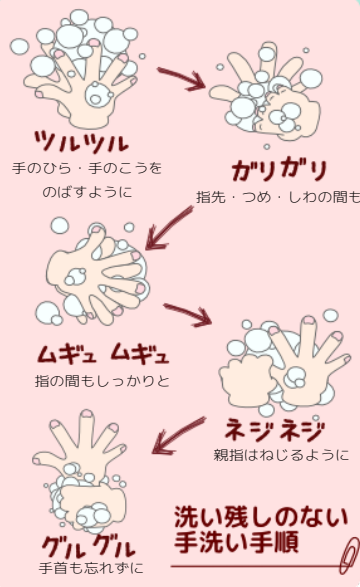 ツルツル
手のひら・手のこうを
のばすように
ガリガリ
指先・つめ・しわの間も
ムギュ ムギュ
指の間もしっかりと
ネジネジ
親指はねじるように
グルグル
手首も忘れずに
洗い残しのない
手洗い手順